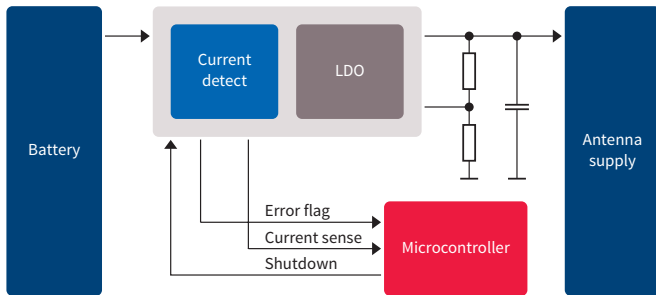 Battery
Current
detect
LDO
Antenna
supply
Error flag
Current sense
Shutdown
Microcontroller